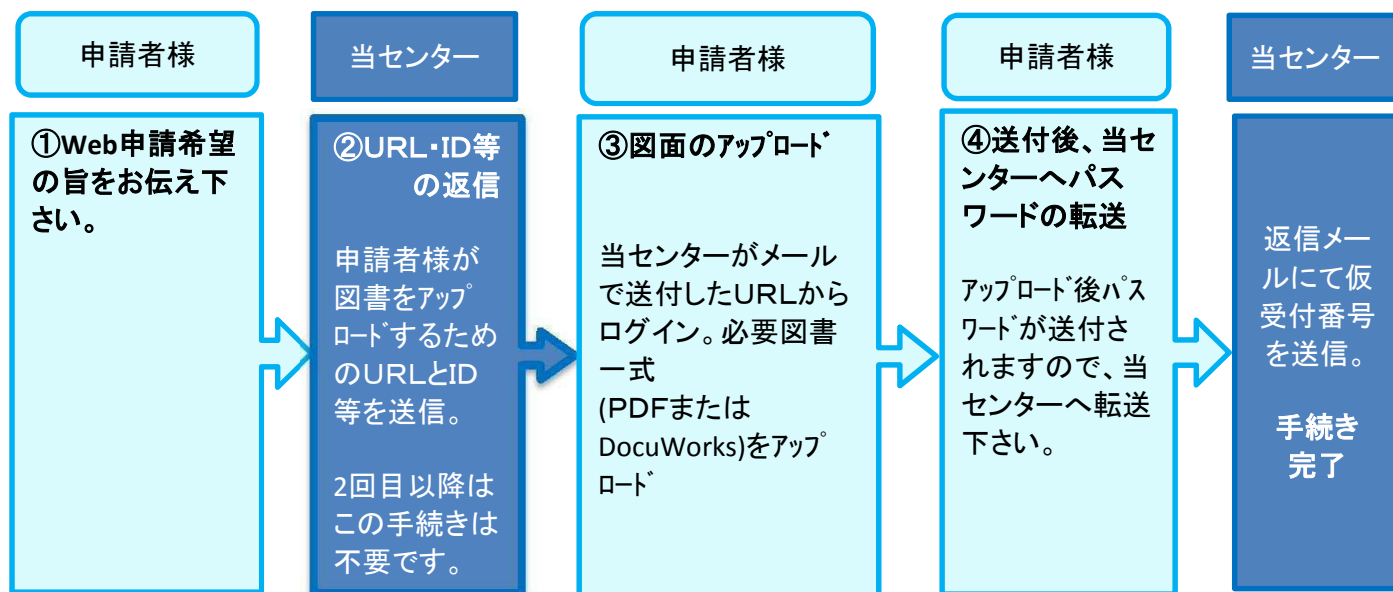 申請者様
①Web申請希望
の旨をお伝え下
さい。
当センター
②URL・ID等
の返信
申請者様が
図書をｱｯﾌﾟ
ﾛｰﾄﾞするため
のURLとID
等を送信。
2回目以降は
この手続きは
不要です。
申請者様
③図面のｱｯﾌﾟﾛｰﾄﾞ
当センターがメール
で送付したURLから
ログイン。必要図書
一式
(PDFまたは
DocuWorks)をｱｯﾌﾟ
ﾛｰﾄﾞ
申請者様
④送付後、当セ
ンターへパス
ワードの転送
ｱｯﾌﾟﾛｰﾄﾞ後ﾊﾟｽ
ﾜｰﾄﾞが送付さ
れますので、当
センターへ転送
下さい。
当センター
返信メー
ルにて仮
受付番号
を送信。
手続き
完了